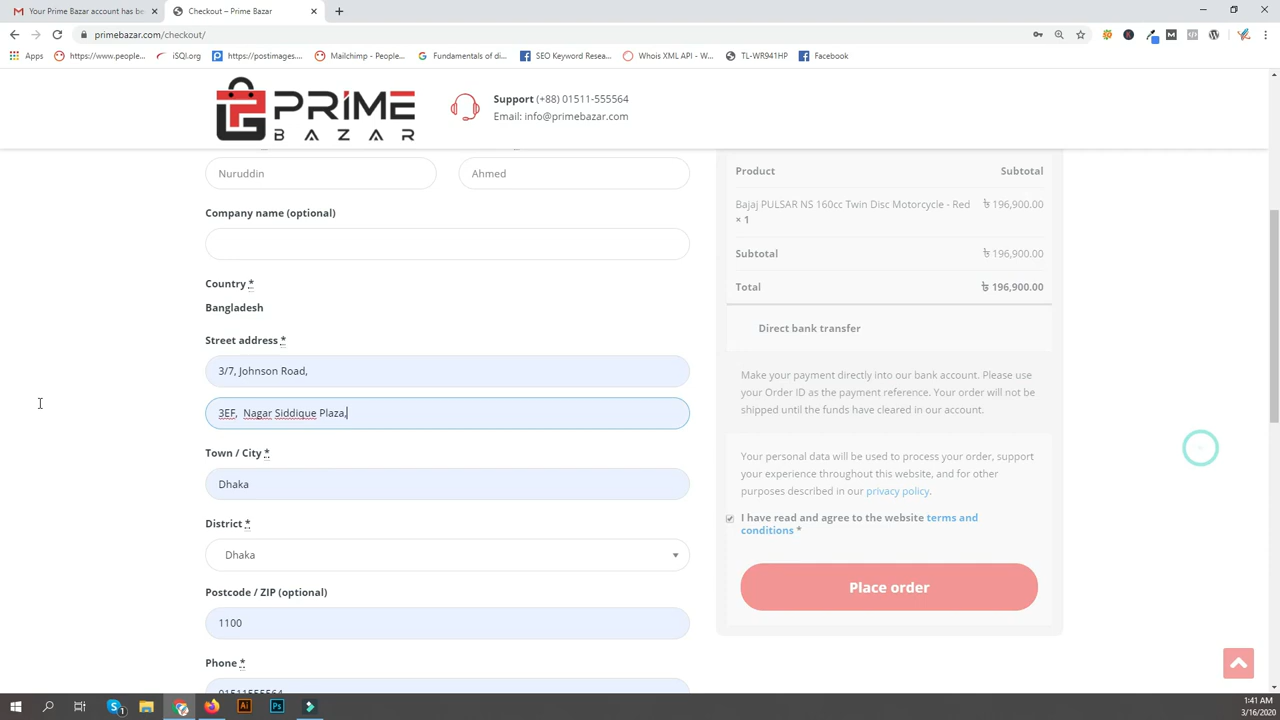 Your Prime Bazar account has be
Checkout – Prime Bazar
primebazar.com/checkout/
Apps
https://www.people...
iSQI.org
https://postimages....
Mailchimp - People...
Fundamentals of di...
SEO Keyword Resea...
Whois XML API - W...
TL-WR941HP
Facebook
PRIME
BAZAR
Support (+88) 01511-555564
Email: info@primebazar.com
Nuruddin
Ahmed
Company name (optional)
Country *
Bangladesh
Street address *
3/7, Johnson Road,
3EF, Nagar Siddique Plaza,
Town / City *
Dhaka
District *
Dhaka
Postcode / ZIP (optional)
1100
Phone *
01511555564
Product Subtotal
Bajaj PULSAR NS 160cc Twin Disc Motorcycle - Red ৳ 196,900.00
× 1
Subtotal ৳ 196,900.00
Total ৳ 196,900.00
Direct bank transfer
Make your payment directly into our bank account. Please use
your Order ID as the payment reference. Your order will not be
shipped until the funds have cleared in our account.
Your personal data will be used to process your order, support
your experience throughout this website, and for other
purposes described in our privacy policy.
I have read and agree to the website terms and
conditions *
Place order
1:41 AM
3/16/2020